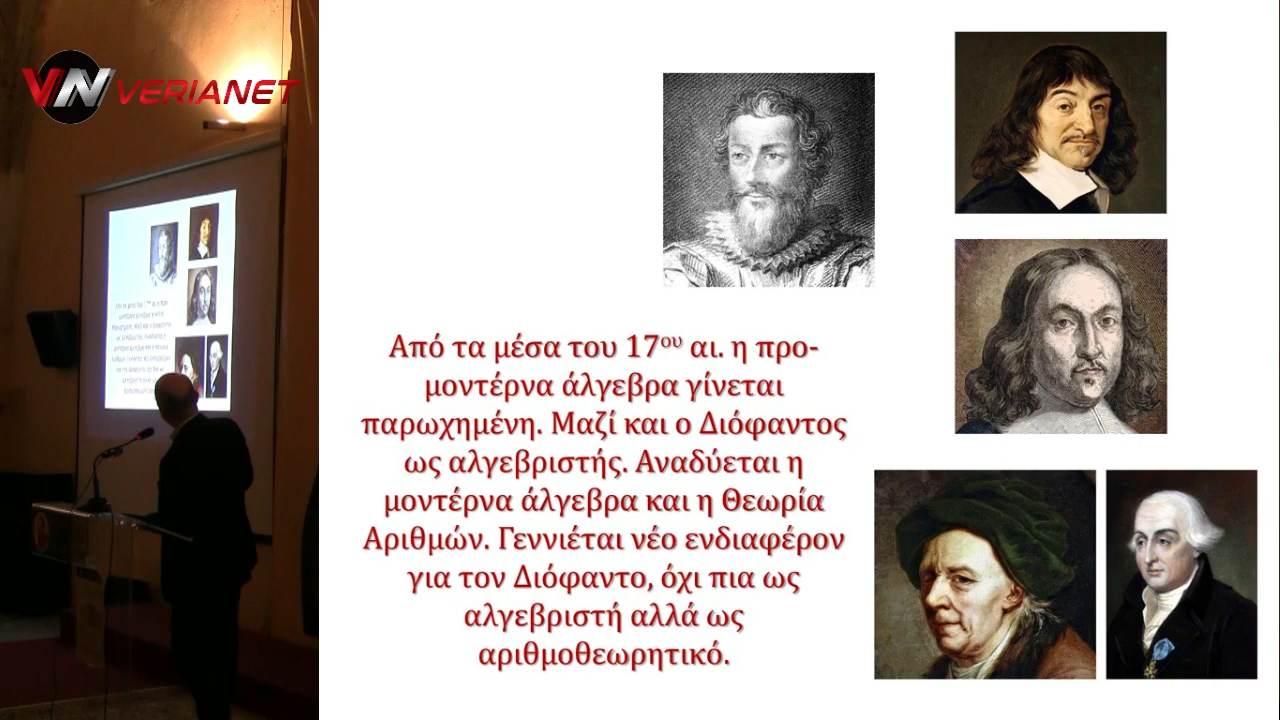 VN VERIANET
Από τα μέσα του 17ου αι. η προ-
μοντέρνα άλγεβρα γίνεται
παρωχημένη. Μαζί και ο Διόφαντος
ως αλγεβριστής. Αναδύεται η
μοντέρνα άλγεβρα και η Θεωρία
Αριθμών. Γεννιέται νέο ενδιαφέρον
για τον Διόφαντο, όχι πια ως
αλγεβριστή αλλά ως
αριθμοθεωρητικό.